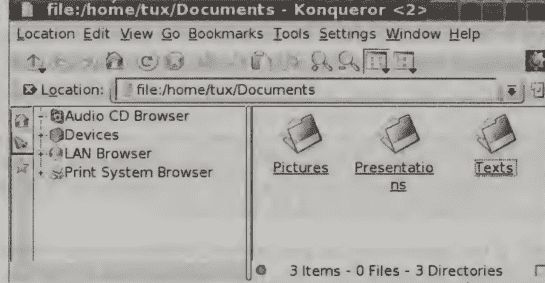 file:/home/tux/Documents - Konqueror <2>
Location Edit View Go Bookmarks Tools Settings Window Help
Location: file:/home/tux/Documents
Audio CD Browser
Devices
LAN Browser
Print System Browser
Pictures Presentatio Texts
ns
3 Items - 0 Files - 3 Directories